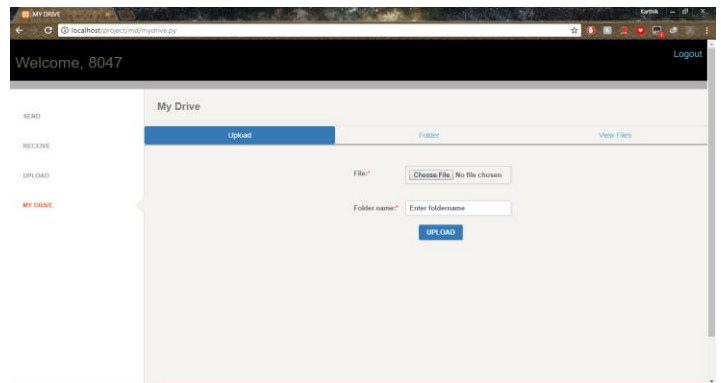 MY DRIVE
Karthik
localhost/project/md/mydrive.py
Welcome, 8047
Logout
My Drive
SEND
RECEIVE
UPLOAD
MY DRIVE
Upload Folder View Files
File:* Choose File No file chosen
Folder name:* Enter foldername
UPLOAD